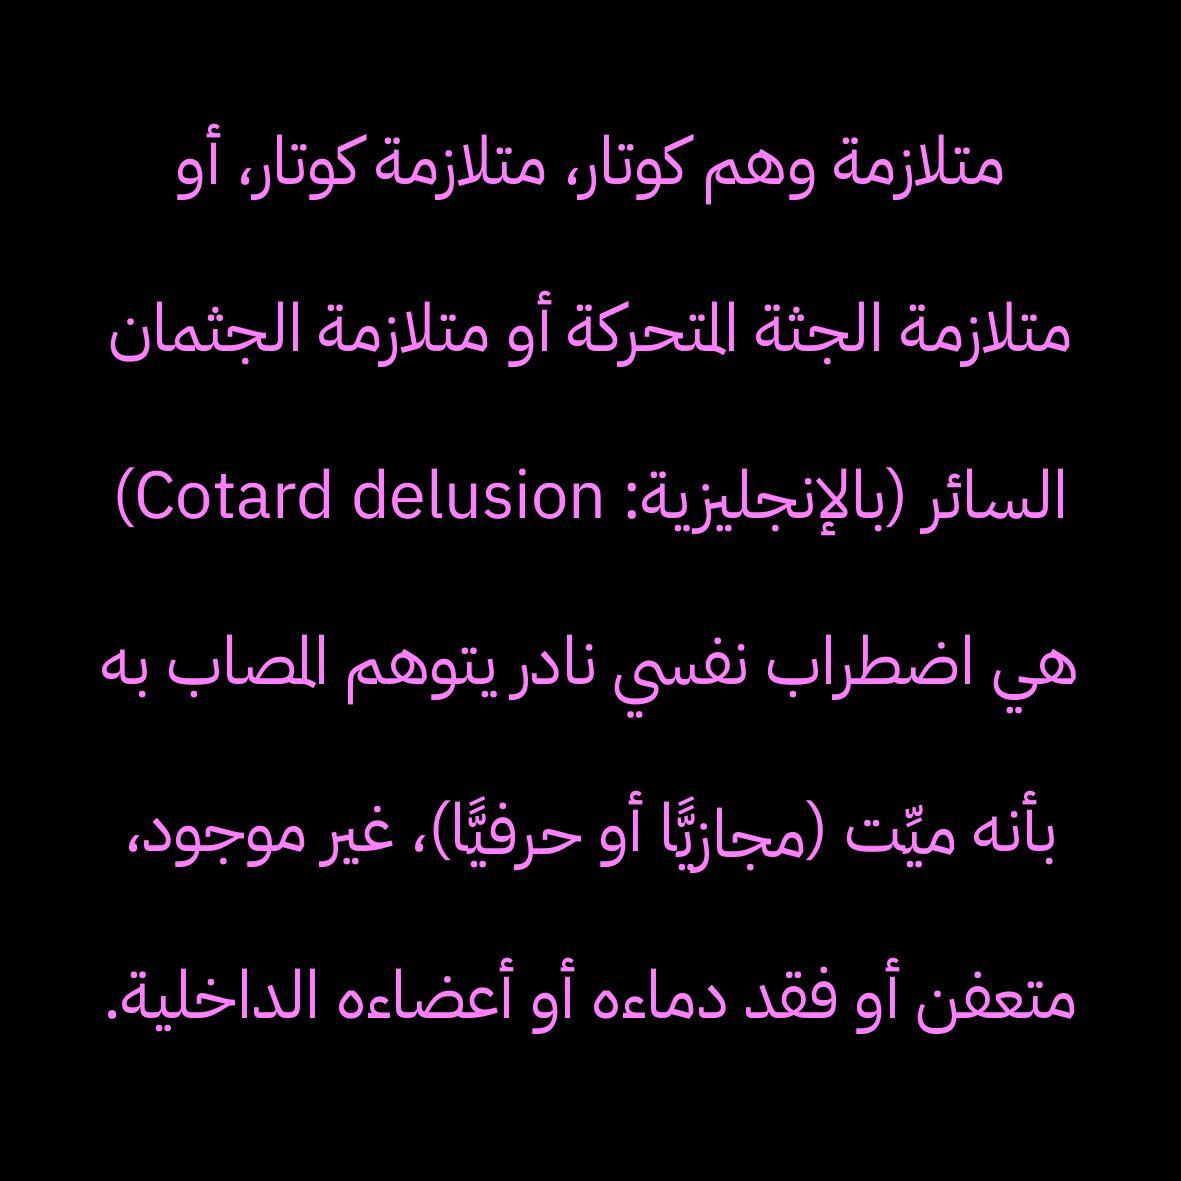 متلازمة وهم كوتار، متلازمة كوتار، أو
متلازمة الجثة المتحركة أو متلازمة الجثمان
السائر (بالإنجليزية: Cotard delusion)
هي اضطراب نفسي نادر يتوهم المصاب به
بأنه ميِّت (مجازيًّا أو حرفيًّا)، غير موجود،
متعفن أو فقد دماءه أو أعضاءه الداخلية.